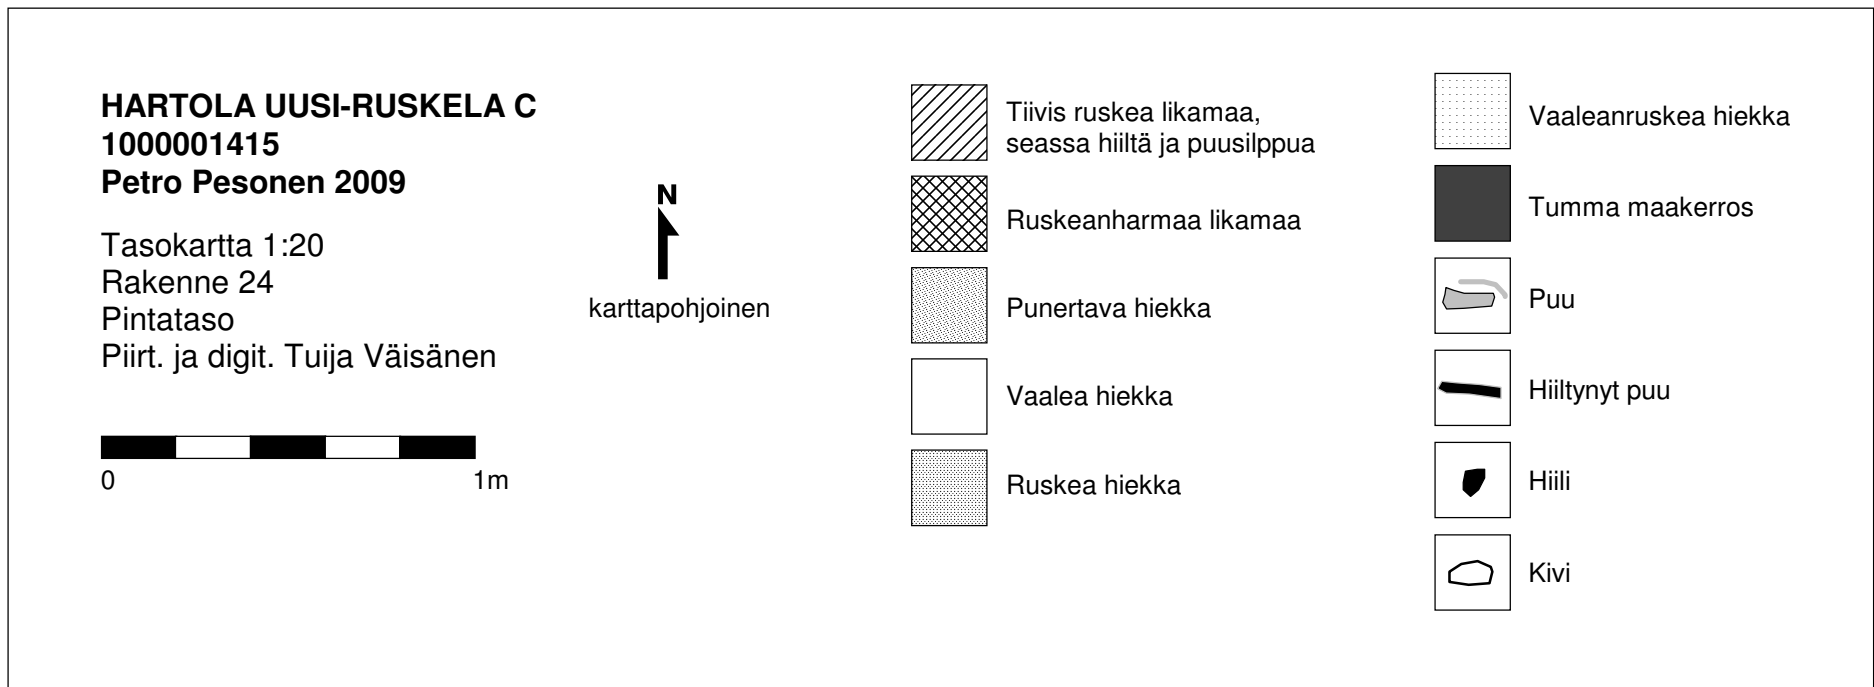 HARTOLA UUSI-RUSKELA C
1000001415
Petro Pesonen 2009
Tasokartta 1:20
Rakenne 24
Pintataso
Piirt. ja digit. Tuija Väisänen
0 1m
N
karttapohjoinen
Tiivis ruskea likamaa,
seassa hiiltä ja puusilppua
Ruskeanharmaa likamaa
Punertava hiekka
Vaalea hiekka
Ruskea hiekka
Vaaleanruskea hiekka
Tumma maakerros
Puu
Hiiltynyt puu
Hiili
Kivi